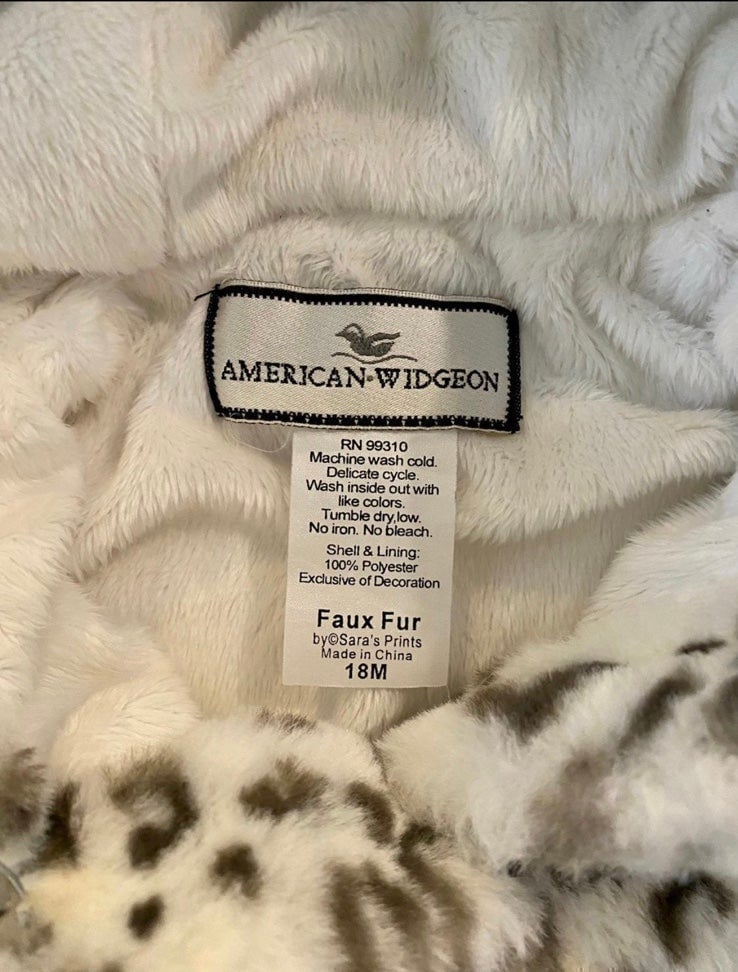 AMERICAN·WIDGEON
RN 99310
Machine wash cold.
Delicate cycle.
Wash inside out with
like colors.
Tumble dry,low.
No iron. No bleach.
Shell & Lining:
100% Polyester
Exclusive of Decoration
Faux Fur
by©Sara's Prints
Made in China
18M